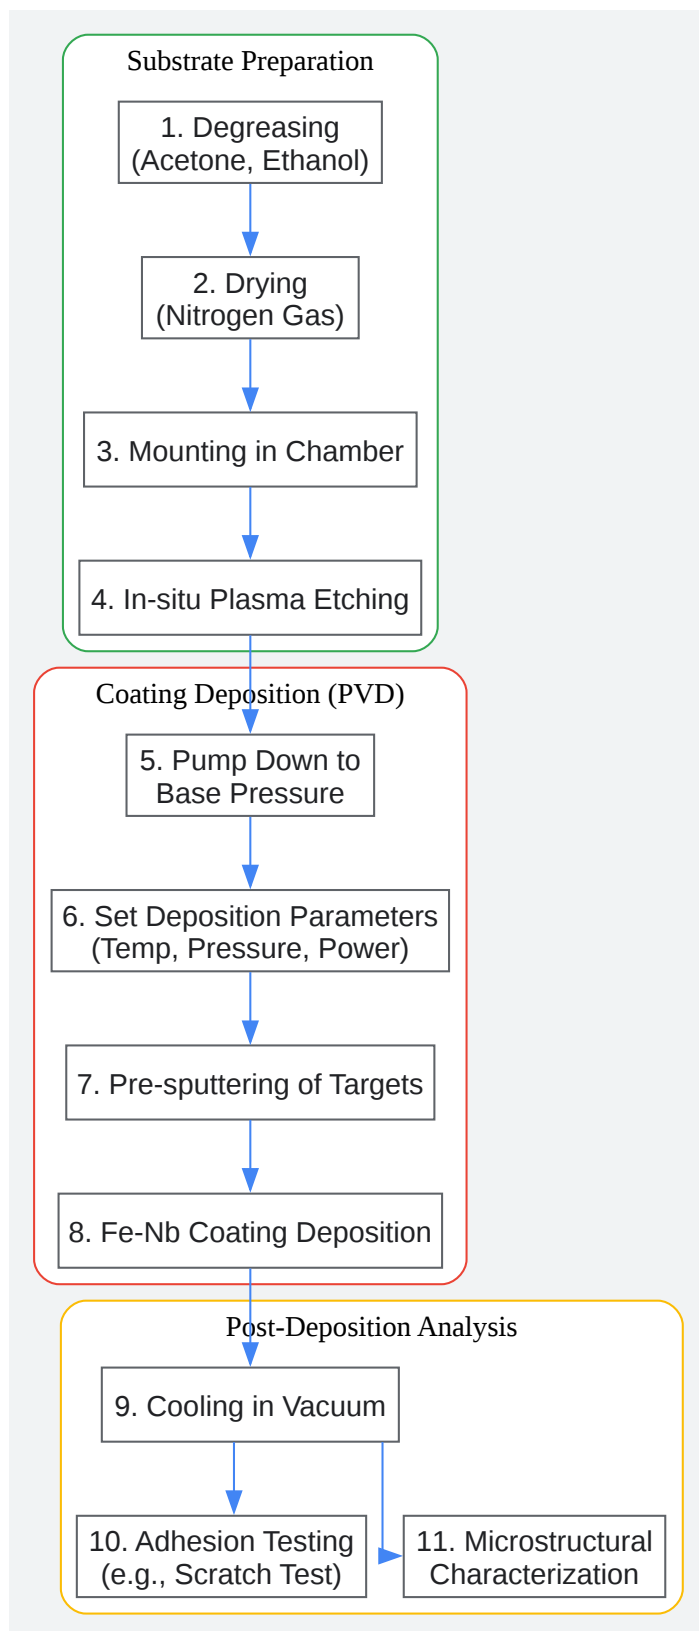 Substrate Preparation
1. Degreasing
(Acetone, Ethanol)
2. Drying
(Nitrogen Gas)
3. Mounting in Chamber
4. In-situ Plasma Etching
Coating Deposition (PVD)
5. Pump Down to
Base Pressure
6. Set Deposition Parameters
(Temp, Pressure, Power)
7. Pre-sputtering of Targets
8. Fe-Nb Coating Deposition
Post-Deposition Analysis
9. Cooling in Vacuum
10. Adhesion Testing
(e.g., Scratch Test)
11. Microstructural
Characterization